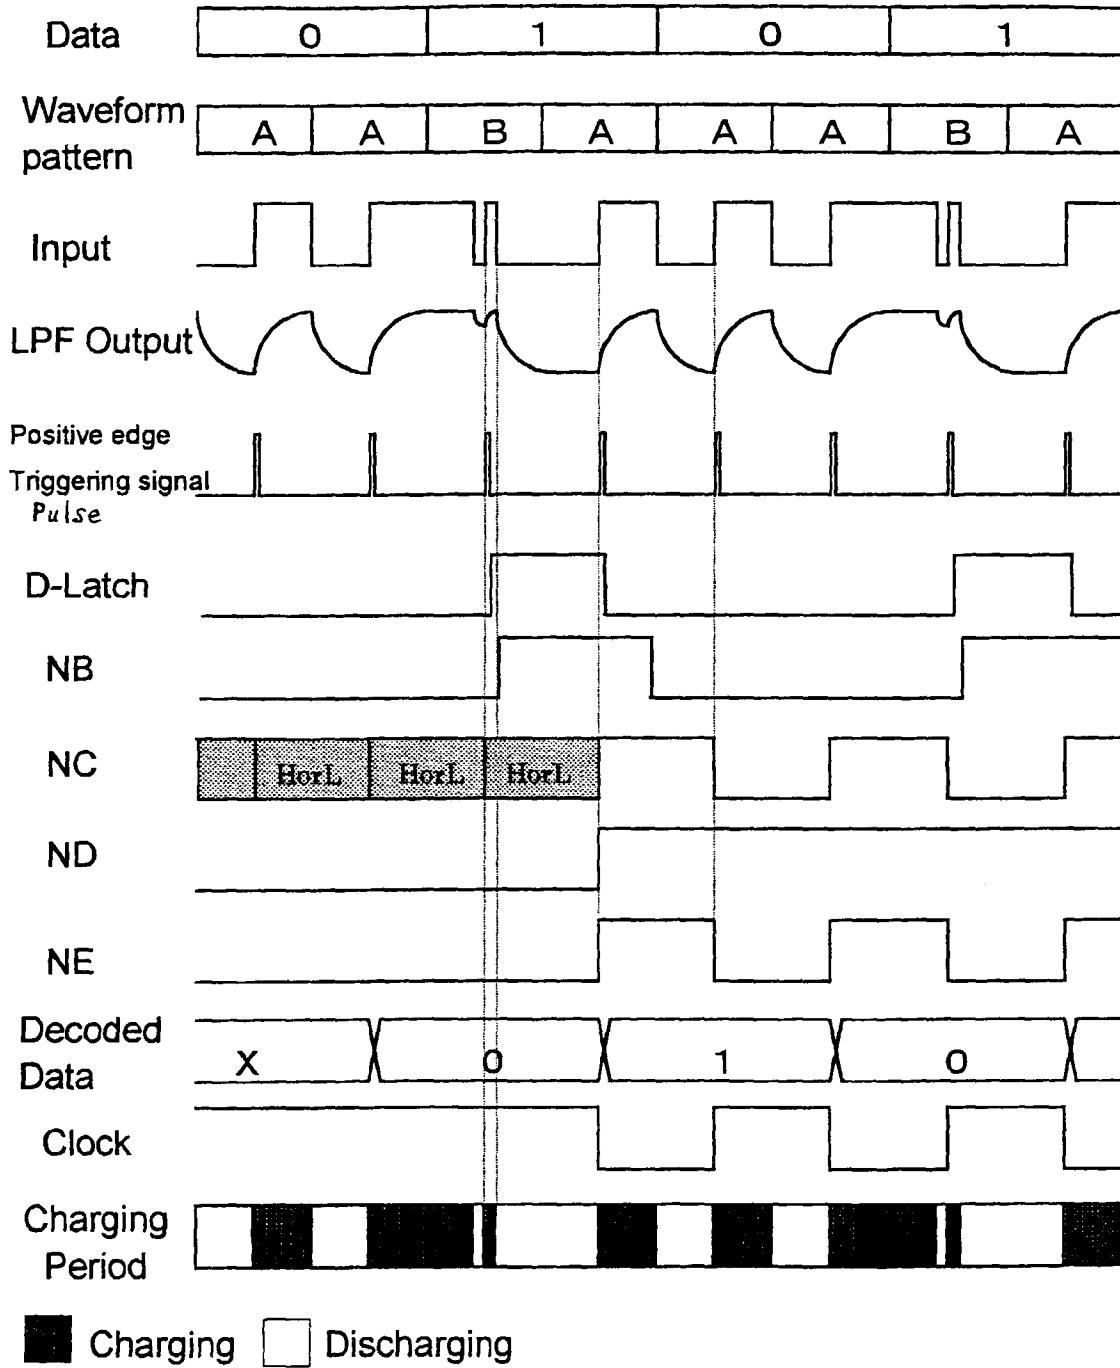 Data 0 1 0 1
Waveform
pattern
A A B A A A B A
Input
LPF Output
Positive edge
Triggering signal
Pulse
D-Latch
NB
NC HorL HorL HorL
ND
NE
Decoded
Data
X 0 1 0
Clock
Charging
Period
Charging Discharging